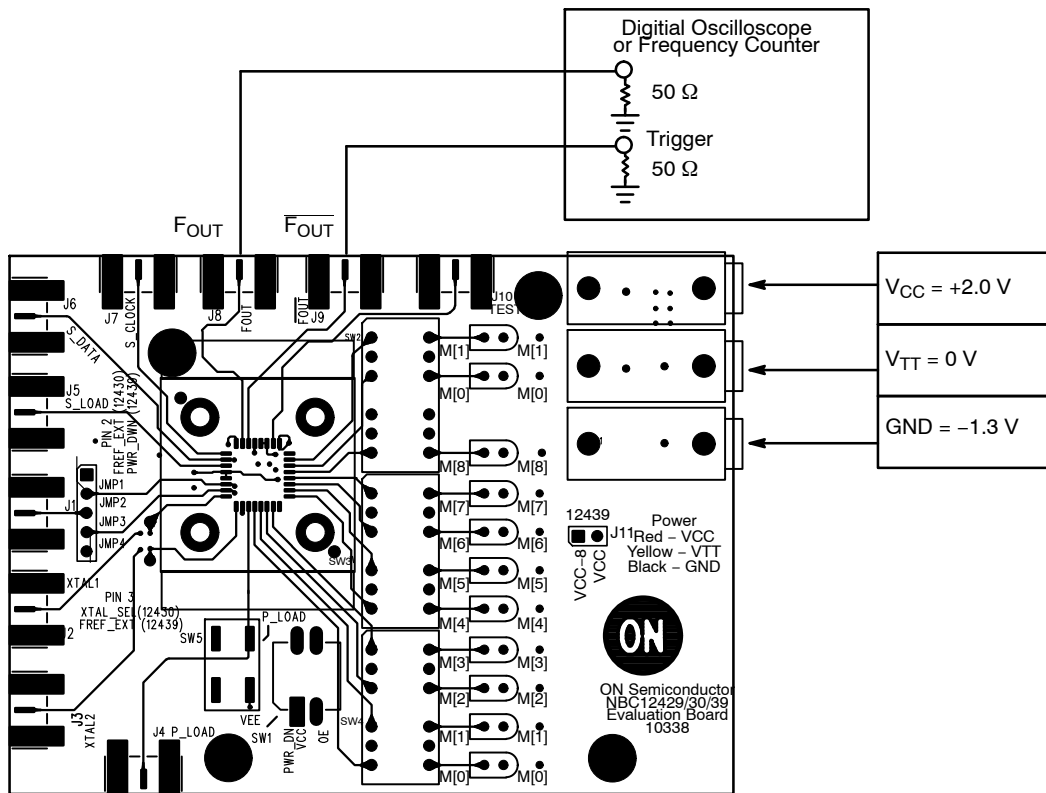 Digitial Oscilloscope
or Frequency Counter
50 Ω
Trigger
50 Ω
FOUT
FOUT
VCC = +2.0 V
VTT = 0 V
GND = −1.3 V
J6
S_DATA
J7
S_CLOCK
J8
FOUT
FOUT
J9
J10
TEST
J5
S_LOAD
PIN 2
FREF_EXT (12430)
PWR_DWN (12439)
J1
JMP1
JMP2
JMP3
JMP4
XTAL1
J2
PIN 3
XTAL_SEL(12430)
FREF_EXT (12439)
J3
XTAL2
J4 P_LOAD
SW5
P_LOAD
VEE
SW1
PWR_DN
VCC
OE
SW2
SW3
SW4
M[1] M[1]
M[0] M[0]
M[8] M[8]
M[7] M[7]
M[6] M[6]
M[5] M[5]
M[4] M[4]
M[3] M[3]
M[2] M[2]
M[1] M[1]
M[0] M[0]
12439
J11
VCC-8
VCC
Power
Red – VCC
Yellow – VTT
Black – GND
ON
ON Semiconductor
NBC12429/30/39
Evaluation Board
10338